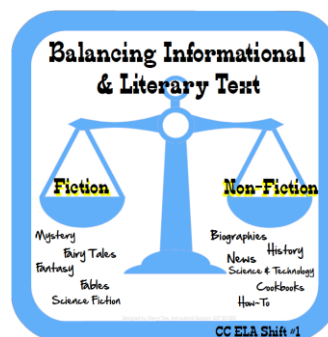 Balancing Informational
& Literary Text
Fiction
Non-Fiction
Mystery
Fairy Tales
Fantasy
Fables
Science Fiction
Biographies
History
News
Science & Technology
Cookbooks
How-To
CC ELA Shift #1